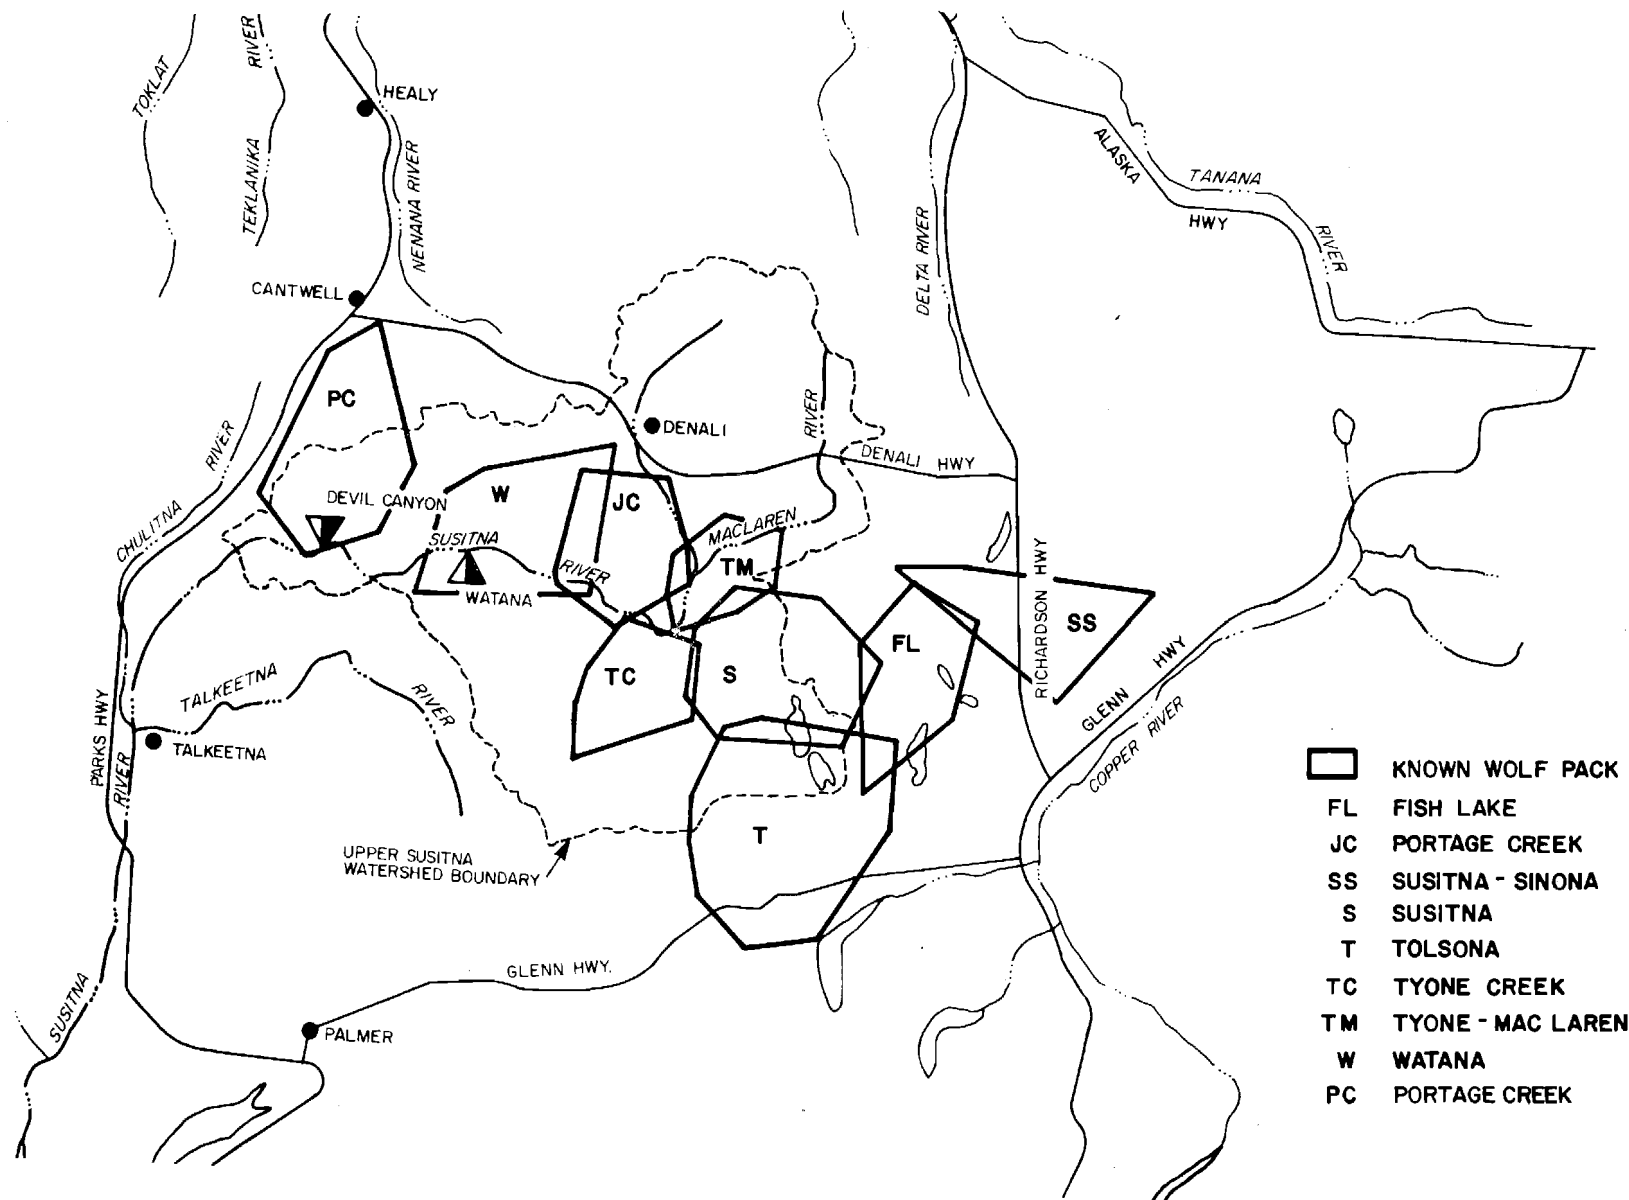 TOKLAT
TEKLANIKA RIVER
HEALY
NENANA RIVER
CANTWELL
ALASKA
HWY
TANANA
RIVER
DELTA RIVER
PC
CHULITNA RIVER
DENALI
RIVER
DENALI HWY
DEVIL CANYON
W
JC
SUSITNA
RIVER
MACLAREN
TM
WATANA
RICHARDSON HWY
SS
FL
TC
S
GLENN HWY
COPPER RIVER
TALKEETNA
RIVER
PARKS HWY
TALKEETNA
RIVER
T
UPPER SUSITNA
WATERSHED BOUNDARY
GLENN HWY.
SUSITNA
PALMER
KNOWN WOLF PACK
FL FISH LAKE
JC PORTAGE CREEK
SS SUSITNA - SINONA
S SUSITNA
T TOLSONA
TC TYONE CREEK
TM TYONE - MAC LAREN
W WATANA
PC PORTAGE CREEK